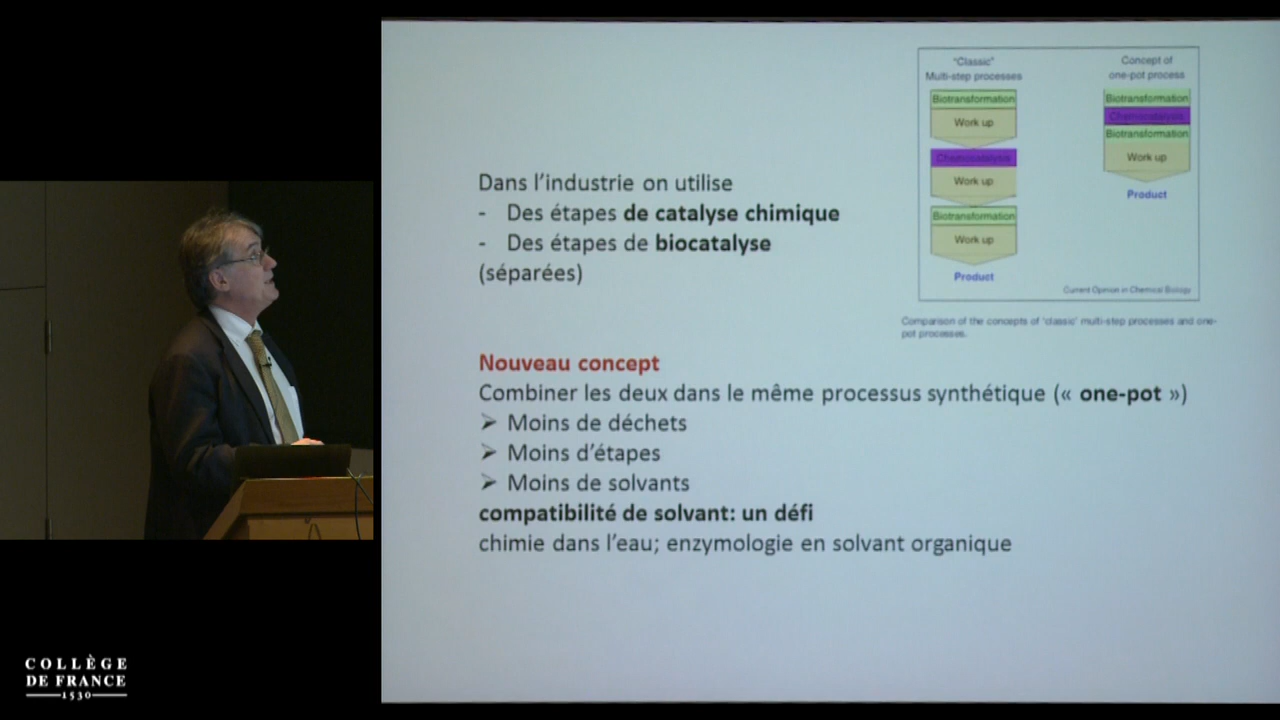 Dans l'industrie on utilise
- Des étapes de catalyse chimique
- Des étapes de biocatalyse
(séparées)
Nouveau concept
Combiner les deux dans le même processus synthétique (« one-pot »)
➢ Moins de déchets
➢ Moins d'étapes
➢ Moins de solvants
compatibilité de solvant: un défi
chimie dans l'eau; enzymologie en solvant organique
"Classic"
Multi-step processes
Biotransformation
Work up
Chemocatalysis
Work up
Biotransformation
Work up
Product
Concept of
one-pot process
Biotransformation
Chemocatalysis
Biotransformation
Work up
Product
Current Opinion in Chemical Biology
Comparison of the concepts of 'classic' multi-step processes and one-
pot processes.
COLLÈGE
DE FRANCE
1530